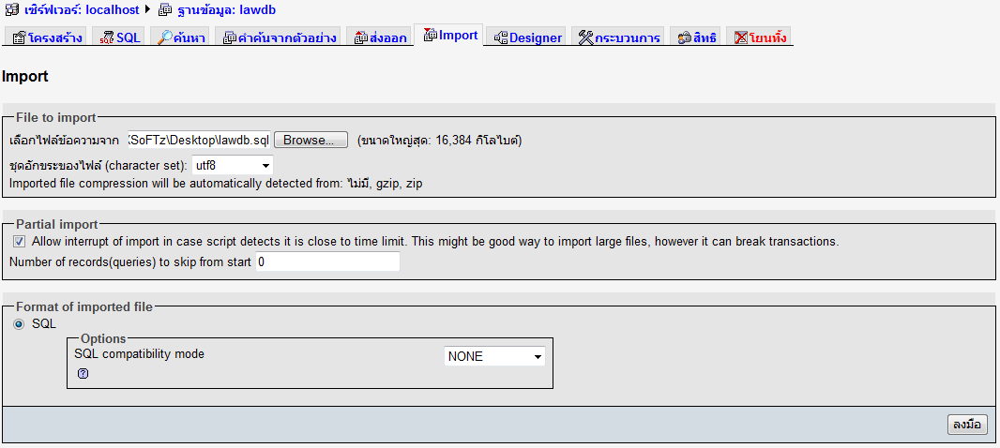 เซิร์ฟเวอร์: localhost ฐานข้อมูล: lawdb
โครงสร้าง SQL ค้นหา คำค้นจากตัวอย่าง ส่งออก Import Designer กระบวนการ สิทธิ โยนทิ้ง
Import
File to import
เลือกไฟล์ข้อความจาก SoFTz\Desktop\lawdb.sql Browse... (ขนาดใหญ่สุด: 16,384 กิโลไบต์)
ชุดอักขระของไฟล์ (character set): utf8
Imported file compression will be automatically detected from: ไม่มี, gzip, zip
Partial import
Allow interrupt of import in case script detects it is close to time limit. This might be good way to import large files, however it can break transactions.
Number of records(queries) to skip from start 0
Format of imported file
SQL
Options
SQL compatibility mode NONE
?
ลงมือ